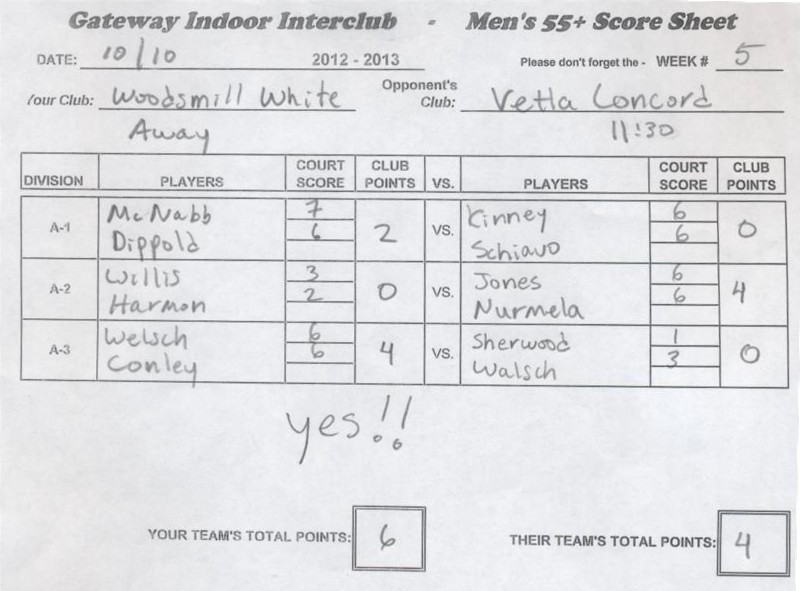 Gateway Indoor Interclub - Men's 55+ Score Sheet
DATE: 10/10 2012 - 2013 Please don't forget the - WEEK # 5
Your Club: Woodsmill White Opponent's Club: Vetta Concord
Away 11:30
DIVISION PLAYERS COURT SCORE CLUB POINTS VS. PLAYERS COURT SCORE CLUB POINTS
A-1 McNabb 7 2 VS. Kinney 6 0
Dippold 6 Schiavo 6
A-2 Willis 3 0 VS. Jones 6 4
Harmon 2 Nurmela 6
A-3 Welsch 6 4 VS. Sherwood 1 0
Conley 6 Walsch 3
yes!!
YOUR TEAM'S TOTAL POINTS: 6 THEIR TEAM'S TOTAL POINTS: 4